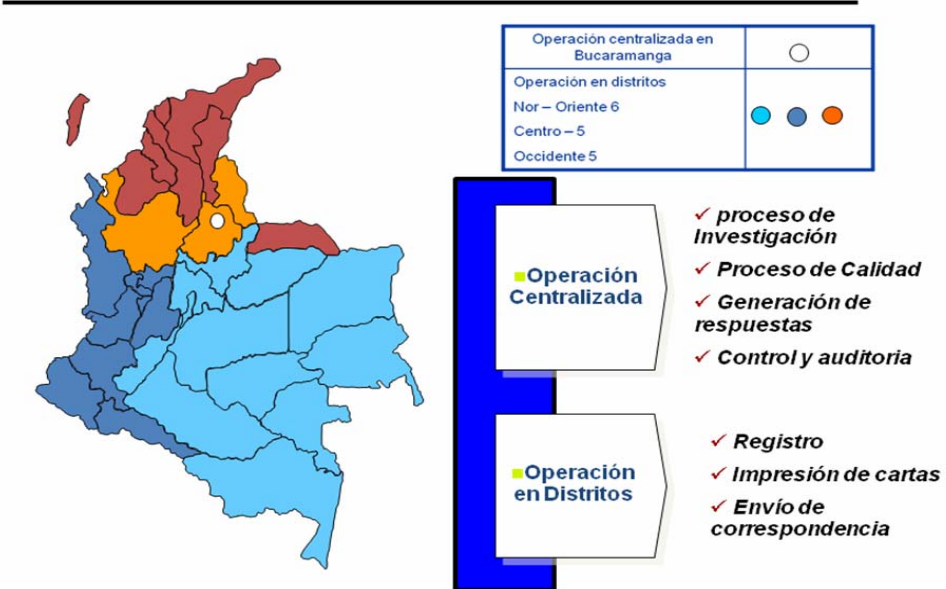 Operación centralizada en
Bucaramanga
Operación en distritos
Nor – Oriente 6
Centro – 5
Occidente 5
Operación
Centralizada
proceso de
Investigación
Proceso de Calidad
Generación de
respuestas
Control y auditoria
Operación
en Distritos
Registro
Impresión de cartas
Envío de
correspondencia